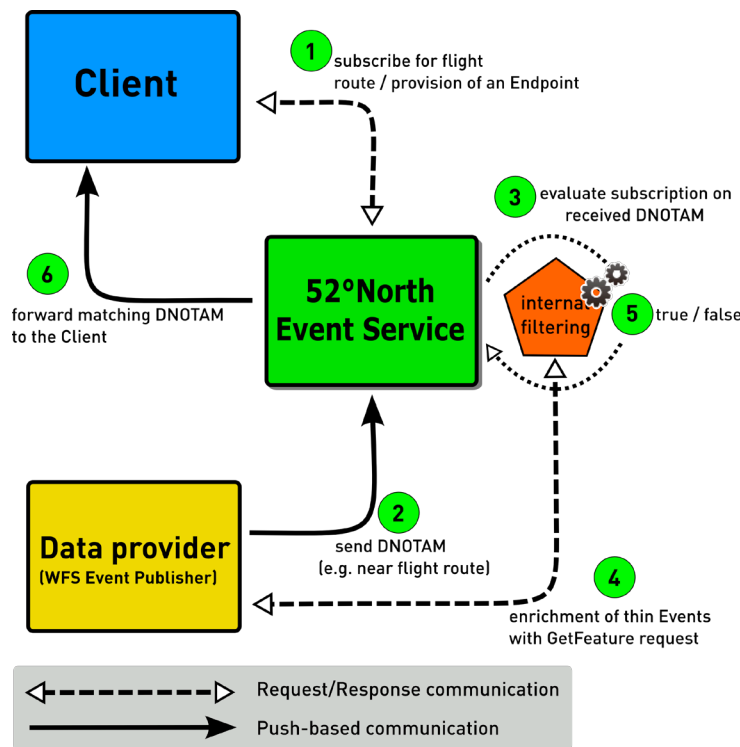 Client
1
subscribe for flight
route / provision of an Endpoint
3
evaluate subscription on
received DNOTAM
6
forward matching DNOTAM
to the Client
52°North
Event Service
internal
filtering
5
true / false
Data provider
(WFS Event Publisher)
2
send DNOTAM
(e.g. near flight route)
4
enrichment of thin Events
with GetFeature request
Request/Response communication
Push-based communication